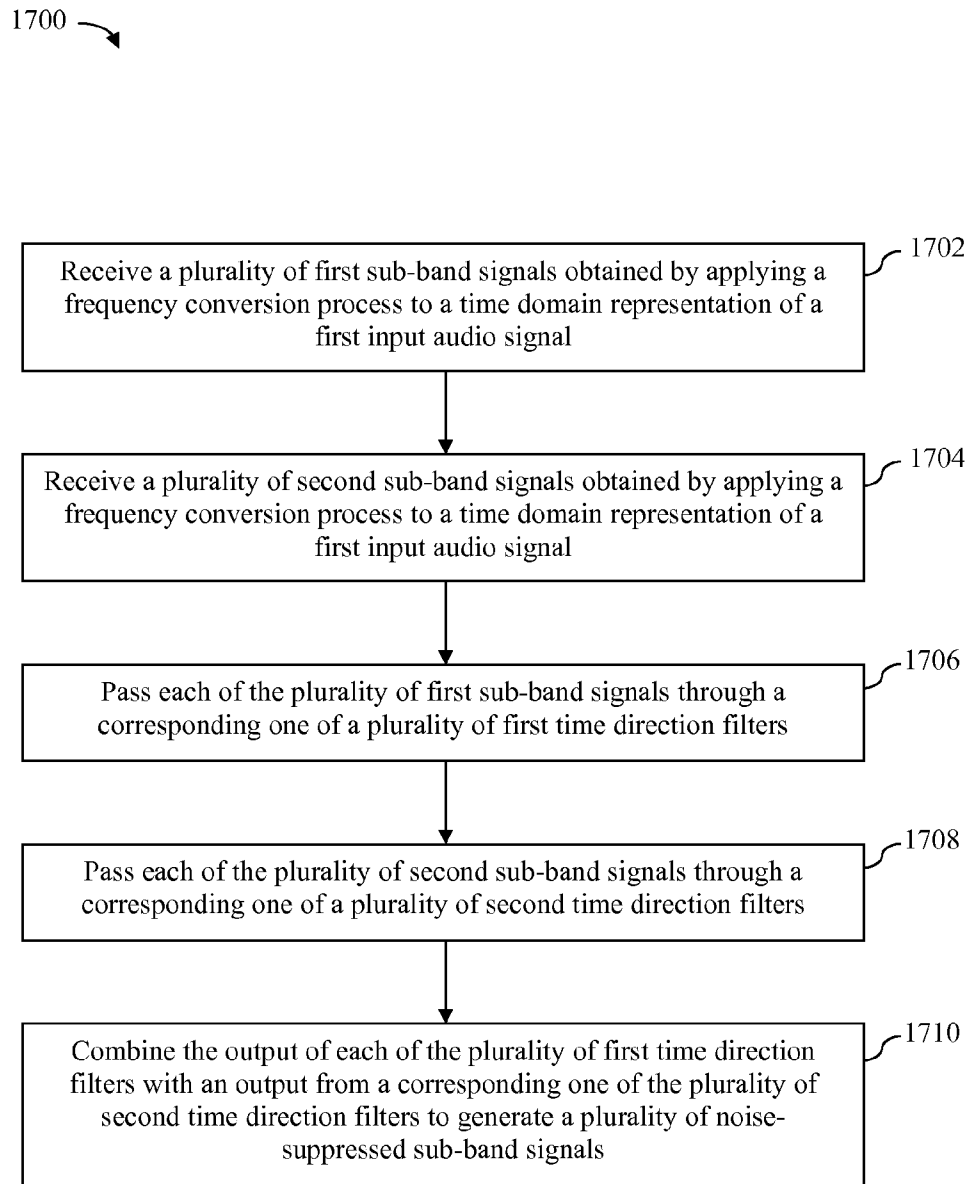 1700
1702
Receive a plurality of first sub-band signals obtained by applying a
frequency conversion process to a time domain representation of a
first input audio signal
1704
Receive a plurality of second sub-band signals obtained by applying a
frequency conversion process to a time domain representation of a
first input audio signal
1706
Pass each of the plurality of first sub-band signals through a
corresponding one of a plurality of first time direction filters
1708
Pass each of the plurality of second sub-band signals through a
corresponding one of a plurality of second time direction filters
1710
Combine the output of each of the plurality of first time direction
filters with an output from a corresponding one of the plurality of
second time direction filters to generate a plurality of noise-
suppressed sub-band signals